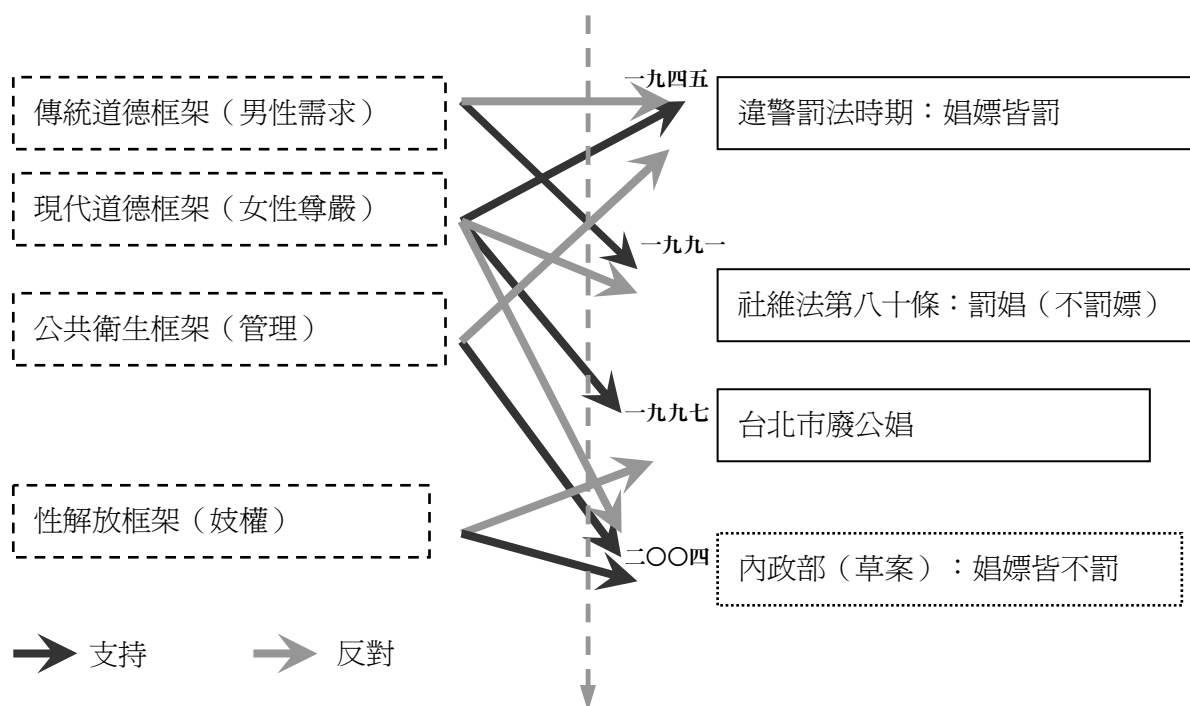 一九四五
傳統道德框架（男性需求）
違警罰法時期：娼嫖皆罰
現代道德框架（女性尊嚴）
一九九一
公共衛生框架（管理）
社維法第八十條：罰娼（不罰嫖）
一九九七
台北市廢公娼
性解放框架（妓權）
二〇〇四
內政部（草案）：娼嫖皆不罰
支持
反對